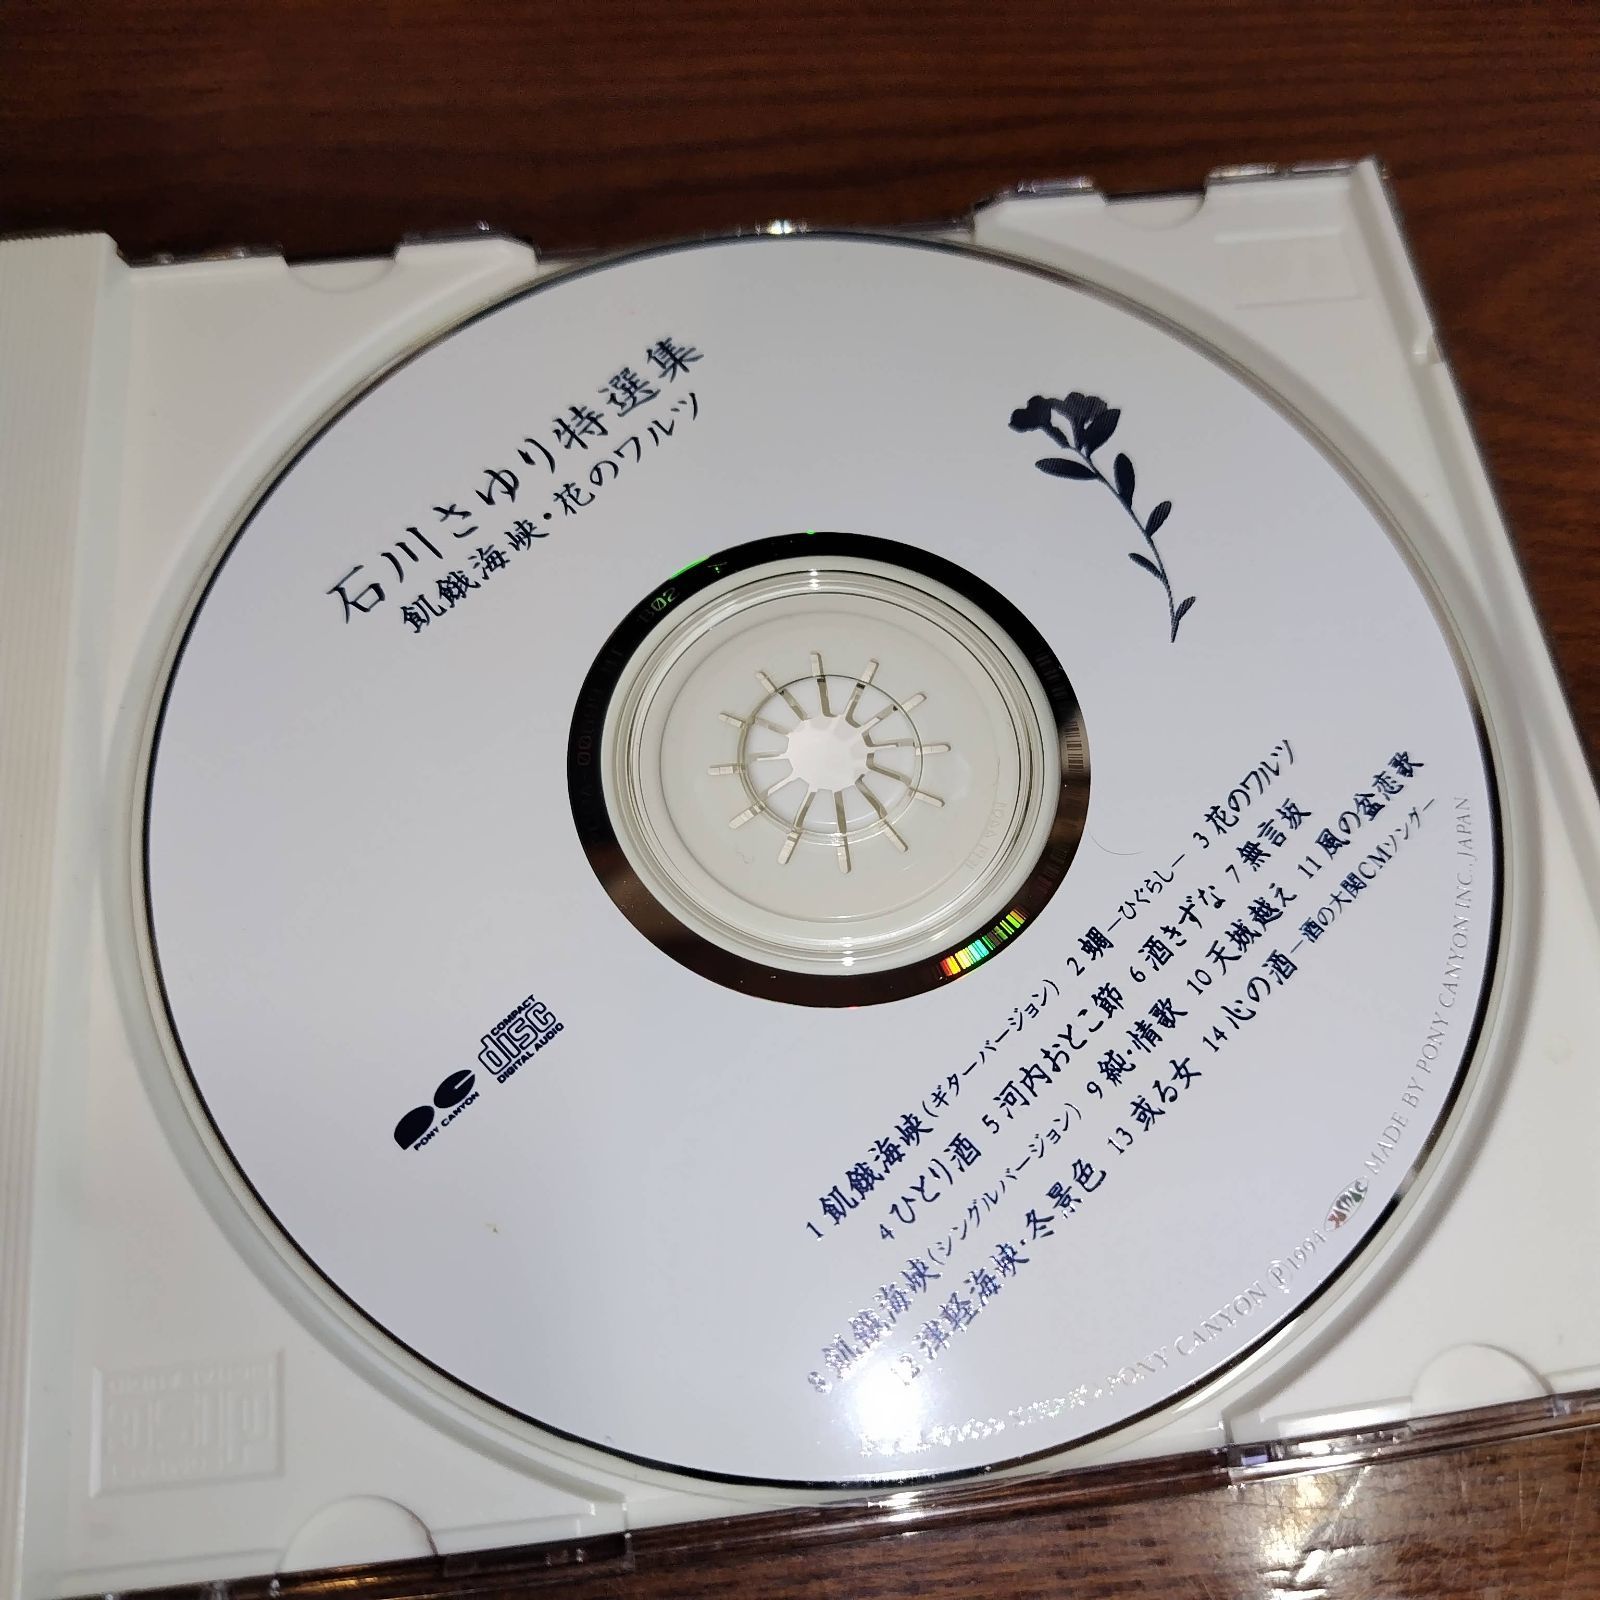 石川さゆり特選集
飢餓海峡・花のワルツ
B02
COMPACT
disc
DIGITAL AUDIO
PONY CANYON
1 飢餓海峡(ギターバージョン) 2 蜩―ひぐらし― 3 花のワルツ
4 ひとり酒 5 河内おとこ節 6 酒きずな 7 無言坂
8 飢餓海峡(シングルバージョン) 9 純・情歌 10 天城越え 11 風の盆恋歌
12 津軽海峡・冬景色 13 或る女 14 心の酒―酒の大関CMソング―
PONY CANYON Ⓟ1994 JASRAC MADE BY PONY CANYON INC. JAPAN